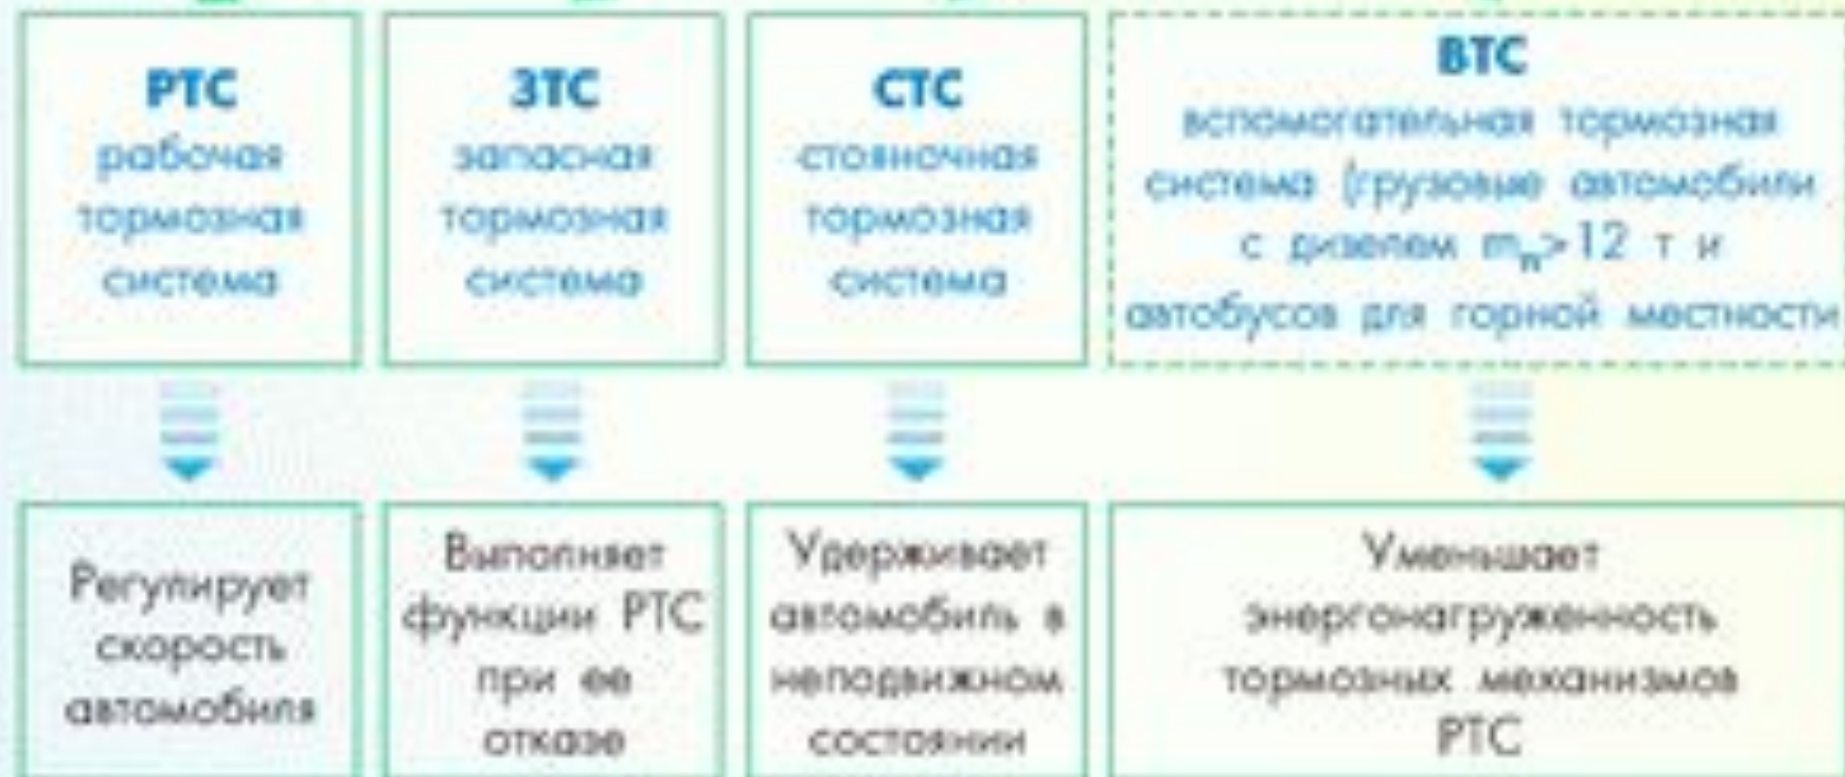 РТС
рабочая
тормозная
система
ЗТС
запасная
тормозная
система
СТС
стояночная
тормозная
система
ВТС
вспомогательная тормозная
система (грузовые автомобили
с дизелем mп>12 т и
автобусов для горной местности
Регулирует
скорость
автомобиля
Выполняет
функции РТС
при ее
отказе
Удерживает
автомобиль в
неподвижном
состоянии
Уменьшает
энергонагруженность
тормозных механизмов
РТС